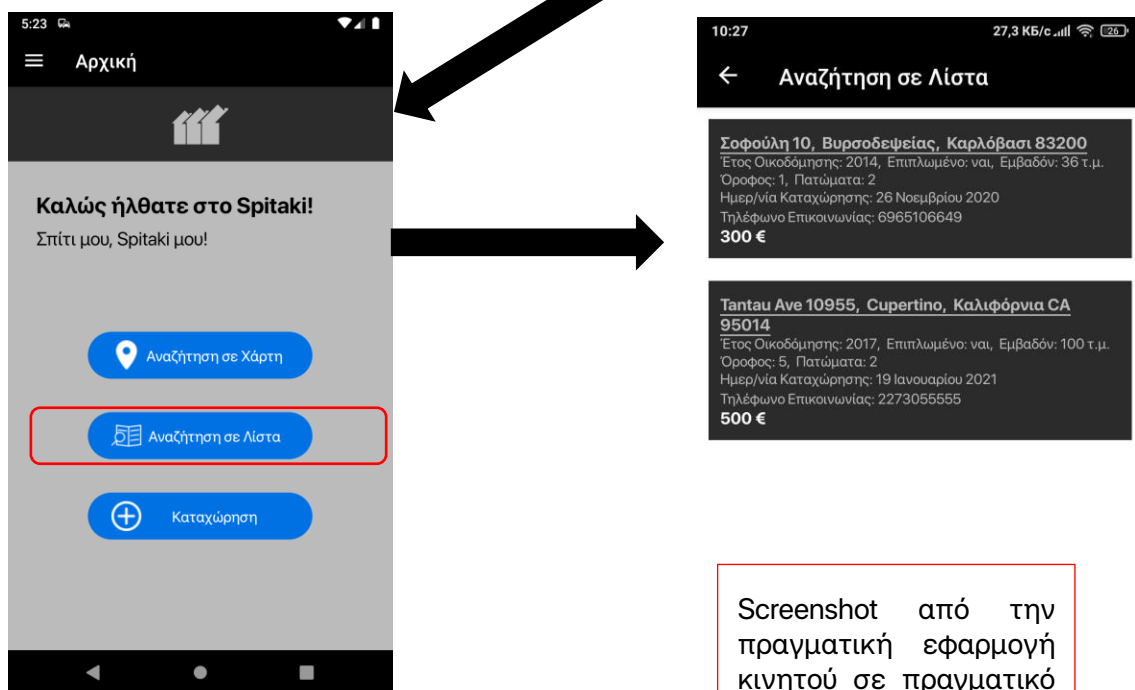 5:23
Αρχική
Καλώς ήλθατε στο Spitaki!
Σπίτι μου, Spitaki μου!
Αναζήτηση σε Χάρτη
Αναζήτηση σε Λίστα
Καταχώρηση
10:27 27,3 КБ/с 26
Αναζήτηση σε Λίστα
Σοφούλη 10, Βυρσοδεψείας, Καρλόβασι 83200
Έτος Οικοδόμησης: 2014, Επιπλωμένο: ναι, Εμβαδόν: 36 τ.μ.
Όροφος: 1, Πατώματα: 2
Ημερ/νία Καταχώρησης: 26 Νοεμβρίου 2020
Τηλέφωνο Επικοινωνίας: 6965106649
300 €
Tantau Ave 10955, Cupertino, Καλιφόρνια CA
95014
Έτος Οικοδόμησης: 2017, Επιπλωμένο: ναι, Εμβαδόν: 100 τ.μ.
Όροφος: 5, Πατώματα: 2
Ημερ/νία Καταχώρησης: 19 Ιανουαρίου 2021
Τηλέφωνο Επικοινωνίας: 2273055555
500 €
Screenshot από την
πραγματική εφαρμογή
κινητού σε πραγματικό